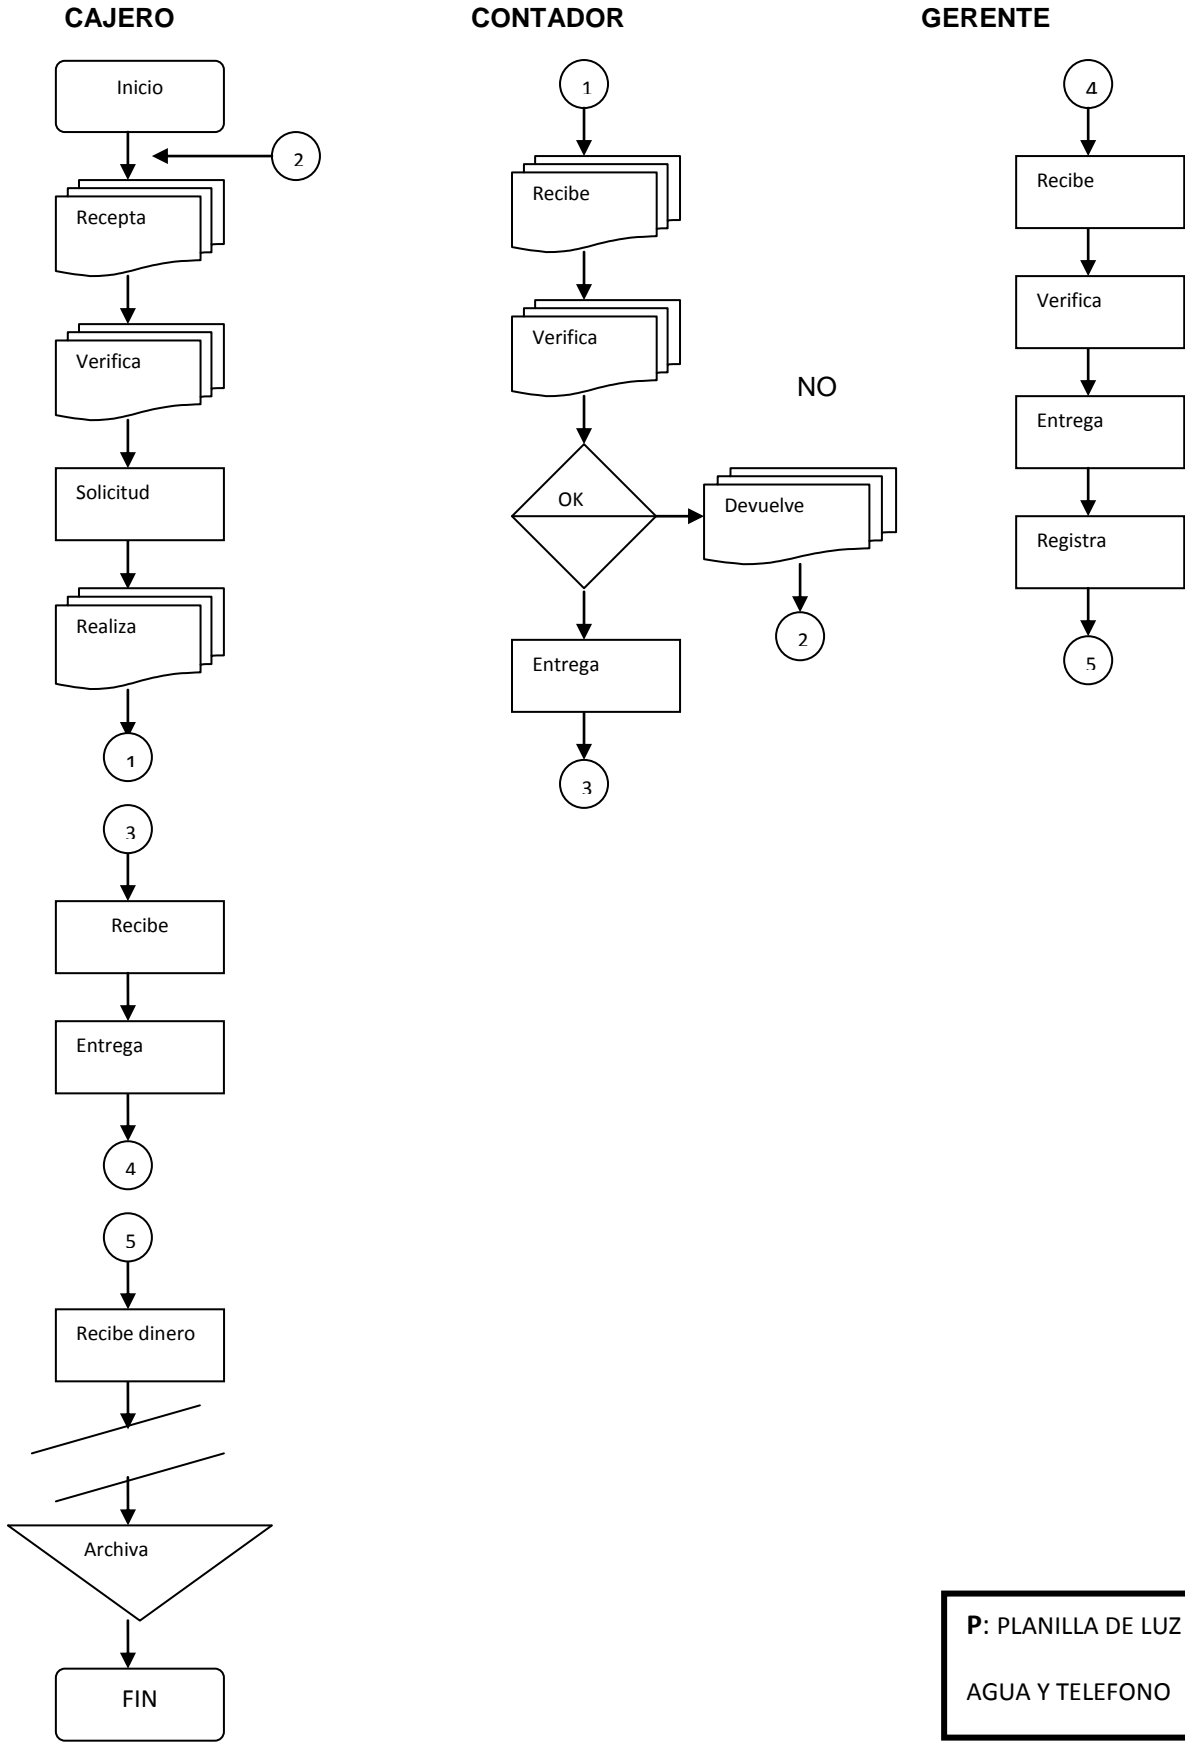 CAJERO
CONTADOR
GERENTE
Inicio
2
Recepta
Verifica
Solicitud
Realiza
1
3
Recibe
Entrega
4
5
Recibe dinero
Archiva
FIN
1
Recibe
Verifica
NO
OK
Devuelve
2
Entrega
3
4
Recibe
Verifica
Entrega
Registra
5
P: PLANILLA DE LUZ
AGUA Y TELEFONO